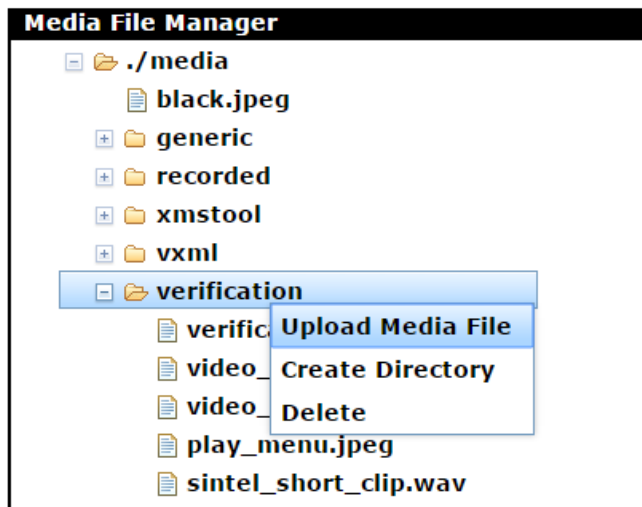 Media File Manager
./media
black.jpeg
generic
recorded
xmstool
vxml
verification
Upload Media File
Create Directory
video_
Delete
video_
play_menu.jpeg
sintel_short_clip.wav